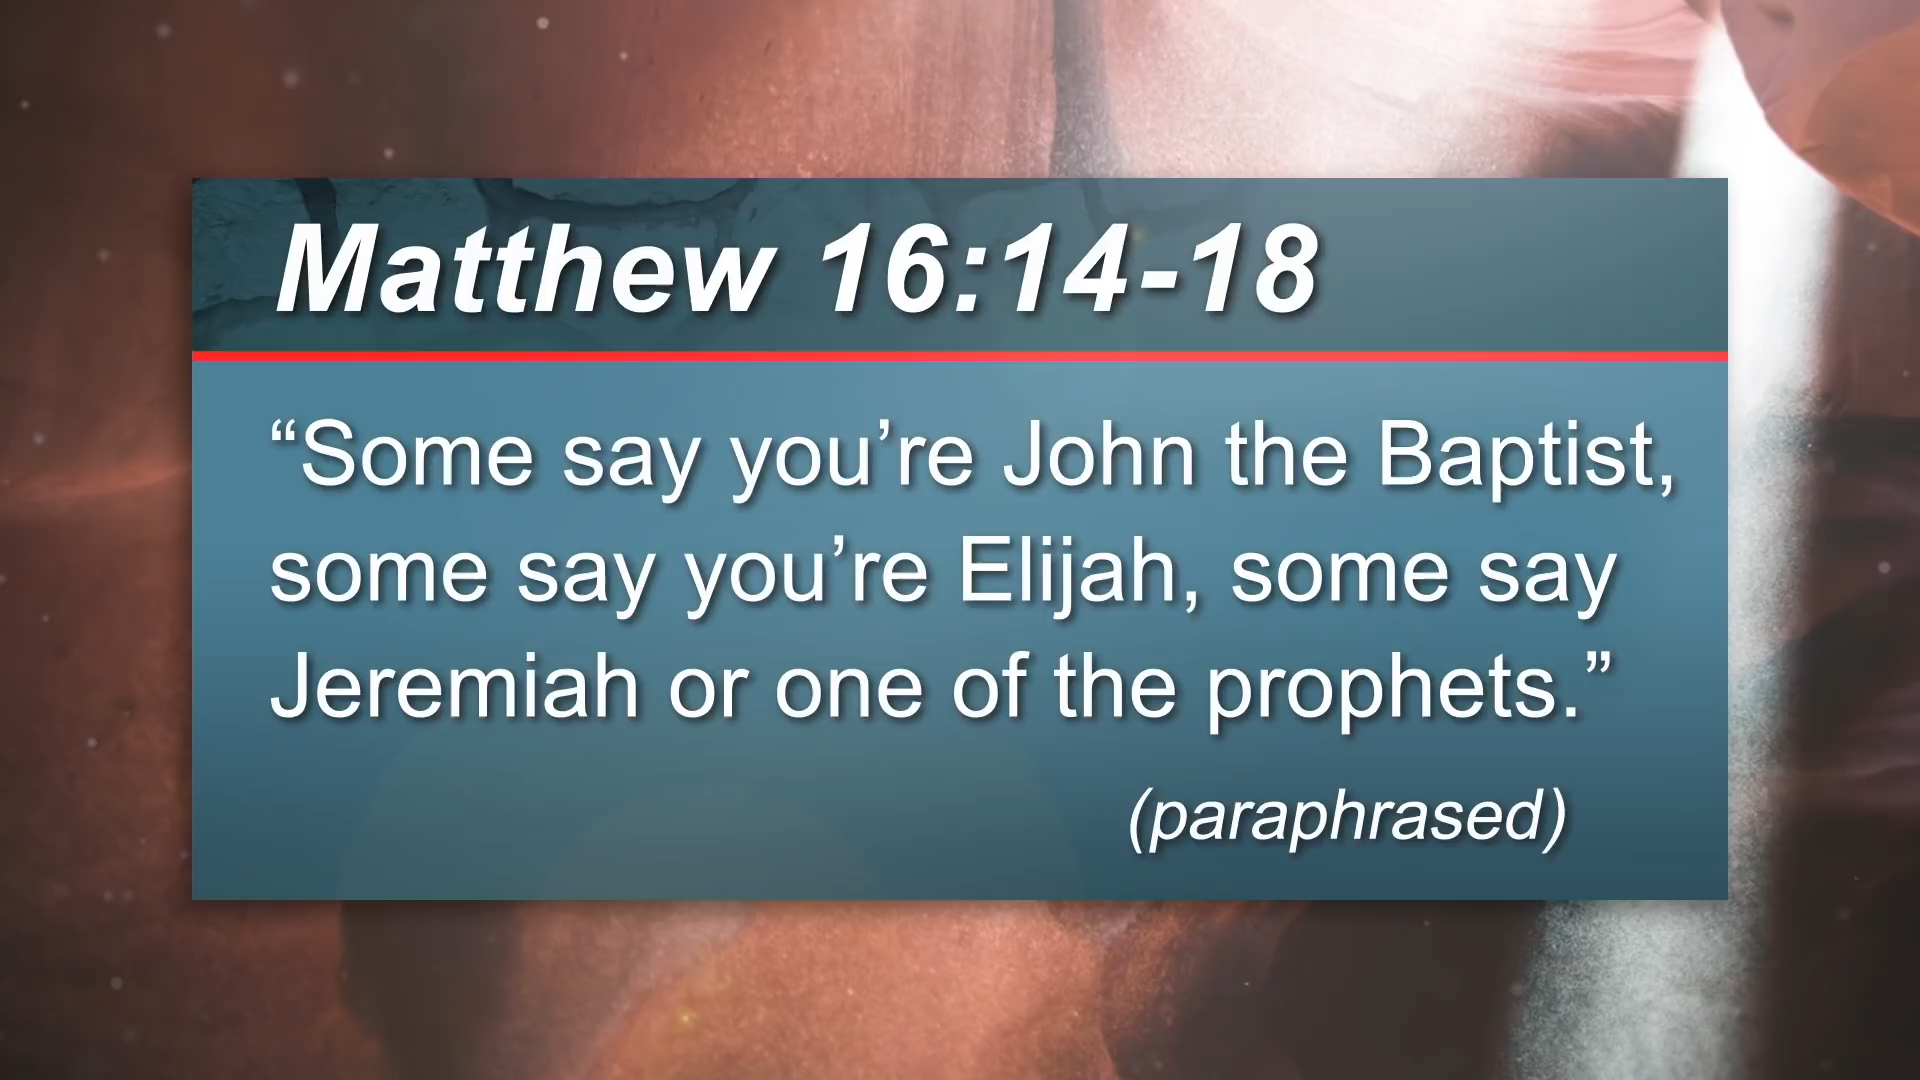 Matthew 16:14-18
“Some say you’re John the Baptist,
some say you’re Elijah, some say
Jeremiah or one of the prophets.”
(paraphrased)